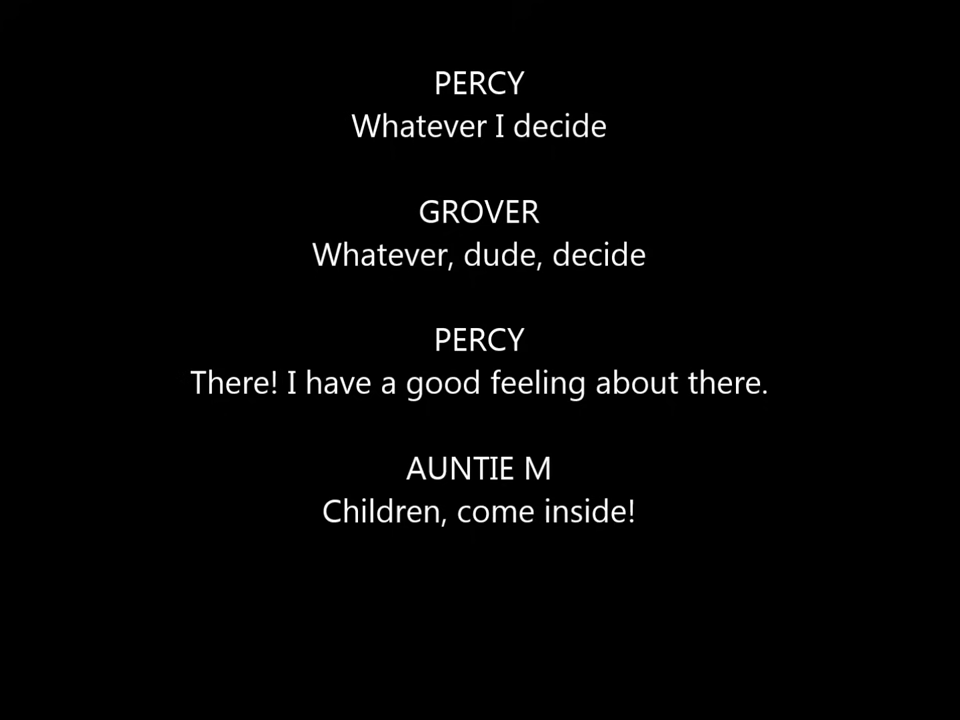 PERCY
Whatever I decide
GROVER
Whatever, dude, decide
PERCY
There! I have a good feeling about there.
AUNTIE M
Children, come inside!